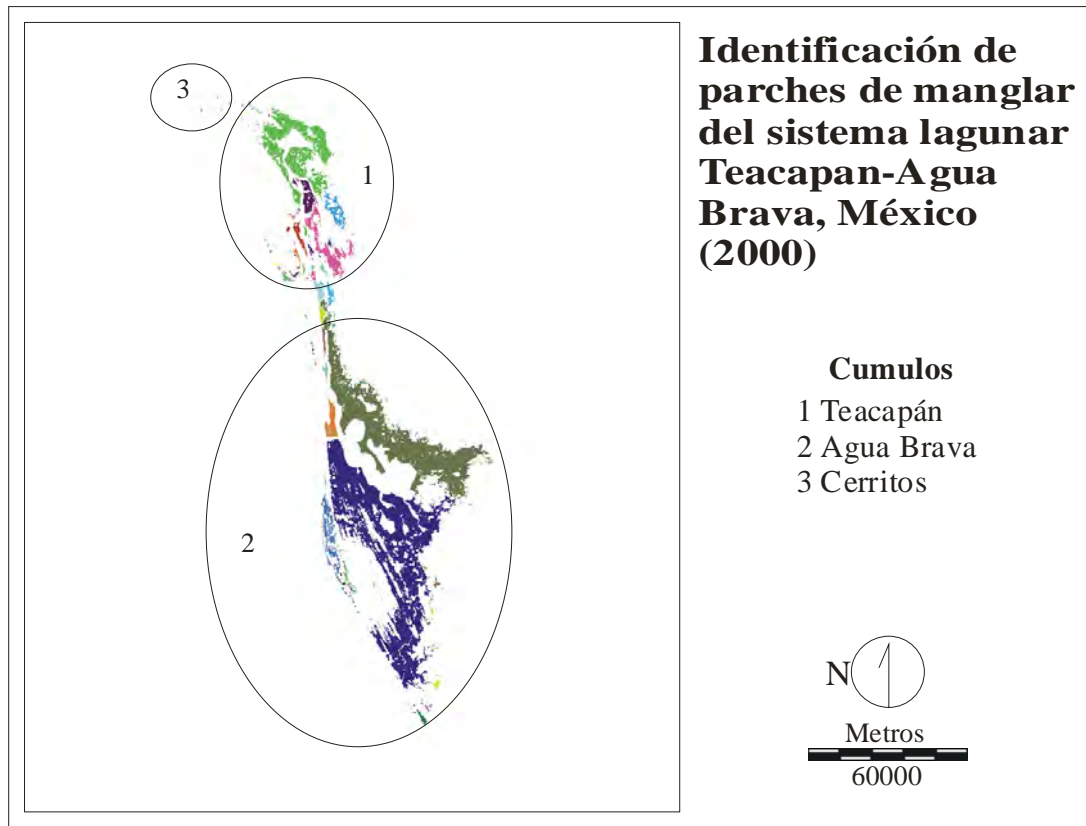 Identificación de
parches de manglar
del sistema lagunar
Teacapan-Agua
Brava, México
(2000)
3
1
2
Cumulos
1 Teacapán
2 Agua Brava
3 Cerritos
N
Metros
60000